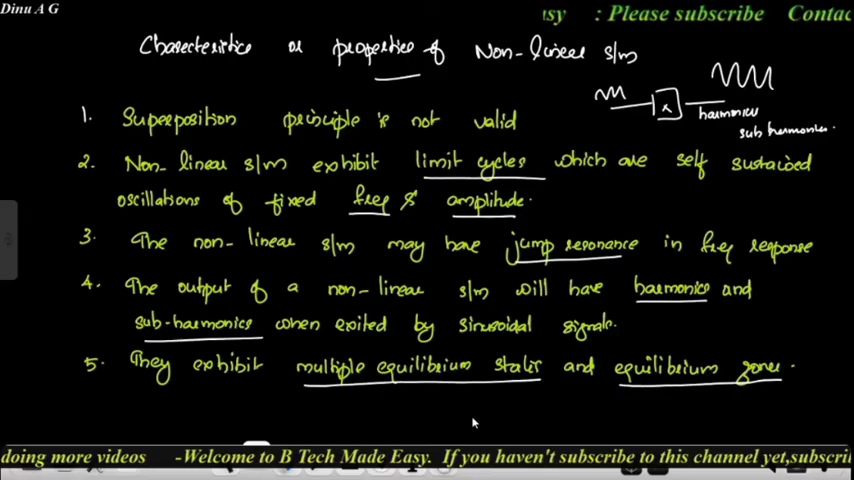 Dinu A G
asy : Please subscribe Contac
Charecteristics or properties of Non-linear s/m
harmonics
sub harmonics.
1. Superposition principle is not valid
2. Non-linear s/m exhibit limit cycles which are self sustained
oscillations of fixed freq & amplitude.
3. The non-linear s/m may have jump resonance in freq response
4. The output of a non-linear s/m will have harmonics and
sub-harmonics when exited by sinusoidal signals.
5. They exhibit multiple equilibrium states and equilibrium zones.
doing more videos -Welcome to B Tech Made Easy. If you haven't subscribe to this channel yet,subscri